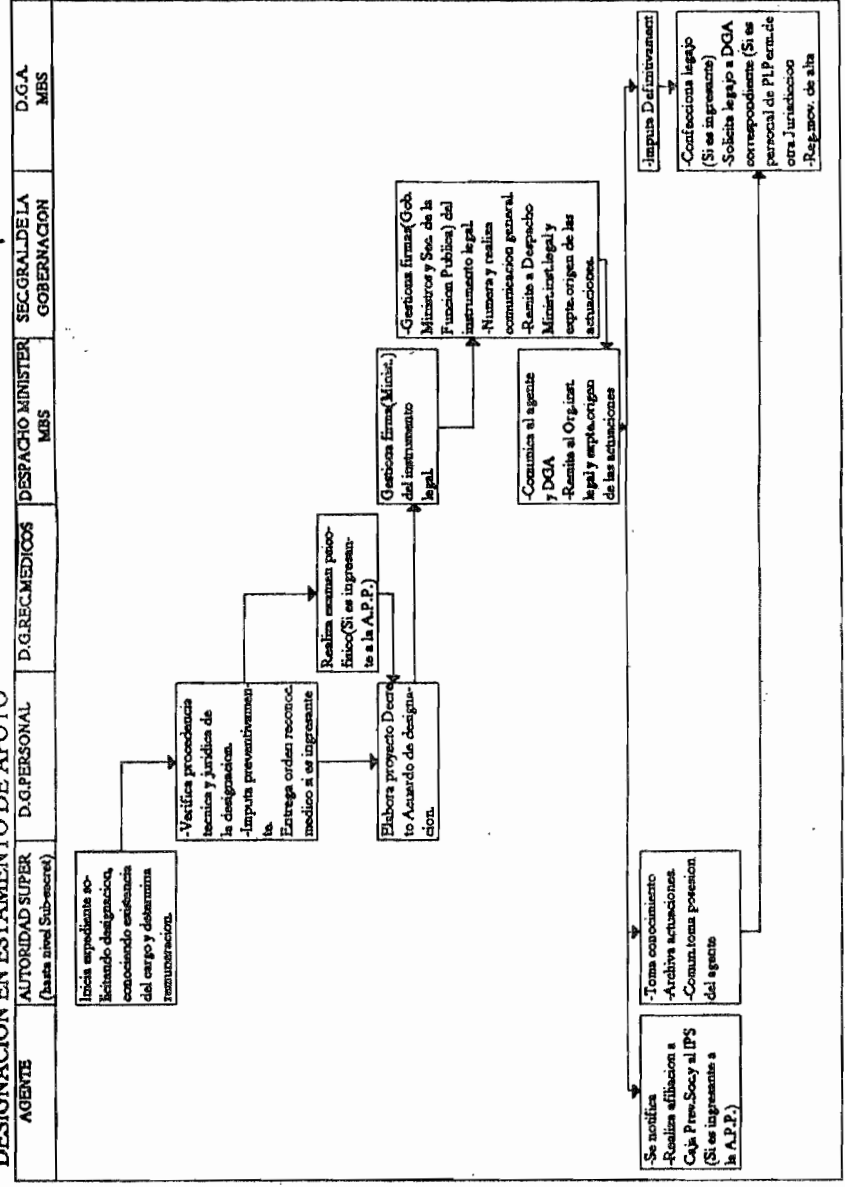 DESIGNACION EN ESTAMENTO DE APOYO
AGENTE
AUTORIDAD SUPER
(hasta nivel Sub-secret)
D.G.PERSONAL
D.G.REC.MEDICOS
DESPACHO MINISTER
MBS
SEC.GRAL.DE LA
GOBERNACION
D.G.A.
MBS
Inicia expediente so-
licitando designacion,
conociendo existencia
del cargo y determina
remuneracion.
-Verifica procedencia
tecnica y juridica de
la designacion.
-Imputa preventivamen-
te.
Entrega orden reconoc.
medico si es ingresante
Realiza examen psico-
fisico(Si es ingresan-
te a la A.P.P.)
Elabora proyecto Decre
to Acuerdo de designa-
cion.
Gestiona firma(Minist.)
del instrumento
legal.
-Gestiona firmas(Gob.
Ministros y Sec. de la
Funcion Publica) del
instrumento legal.
-Numera y realiza
comunicacion general.
-Remite a Despacho
Minist.inst.legal y
expte.origen de las
actuaciones.
-Comunica al agente
y DGA
-Remite al Org.inst.
legal y expte.origen
de las actuaciones
-Se notifica
-Realiza afiliacion a
Caja Prev.Soc.y al IPS
(Si es ingresante a
la A.P.P.)
-Toma conocimiento
-Archiva actuaciones.
-Comun.toma posesion
del agente
-Imputa Definitivament
-Confecciona legajo
(Si es ingresante)
-Solicita legajo a DGA
correspondiente (Si es
personal de Pl.Perm.de
otra Jurisdiccion
-Reg.mov. de alta